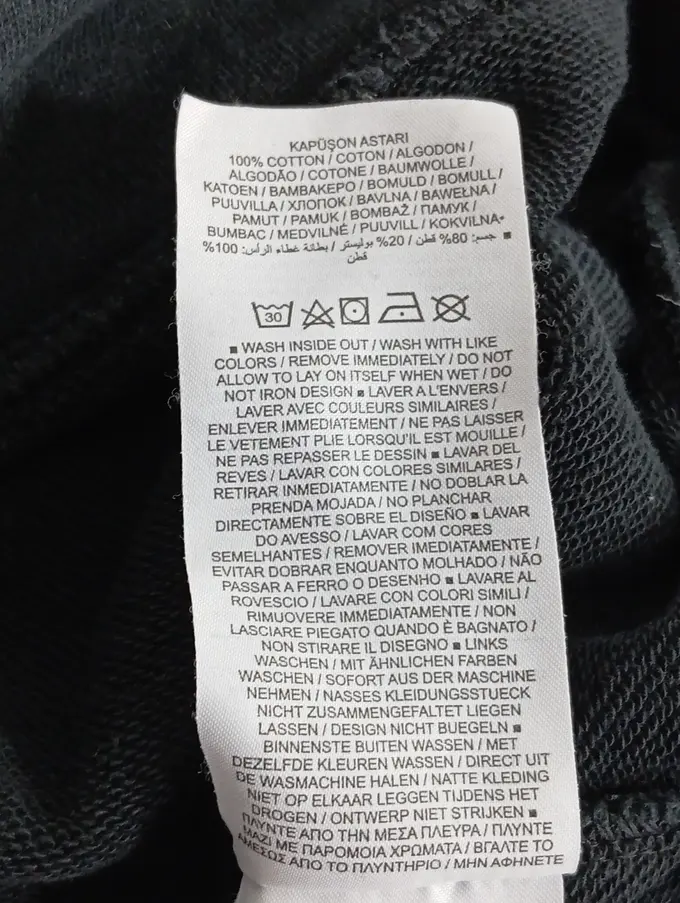 KAPÜŞON ASTARI
100% COTTON / COTON / ALGODON /
ALGODÃO / COTONE / BAUMWOLLE /
KATOEN / BAMBAKEPO / BOMULD / BOMULL /
PUUVILLA / ХЛОПОК / BAVLNA / BAWEŁNA /
PAMUT / PAMUK / BOMBAŽ / ПАМУК /
BUMBAC / MEDVILNĖ / PUUVILL / KOKVILNA*
■ جسم: 80% قطن / 20% بوليستر / بطانة غطاء الرأس: 100%
قطن
30
■ WASH INSIDE OUT / WASH WITH LIKE
COLORS / REMOVE IMMEDIATELY / DO NOT
ALLOW TO LAY ON ITSELF WHEN WET / DO
NOT IRON DESIGN ■ LAVER A L'ENVERS /
LAVER AVEC COULEURS SIMILAIRES /
ENLEVER IMMEDIATEMENT / NE PAS LAISSER
LE VETEMENT PLIE LORSQU'IL EST MOUILLE /
NE PAS REPASSER LE DESSIN ■ LAVAR DEL
REVES / LAVAR CON COLORES SIMILARES /
RETIRAR INMEDIATAMENTE / NO DOBLAR LA
PRENDA MOJADA / NO PLANCHAR
DIRECTAMENTE SOBRE EL DISEÑO ■ LAVAR
DO AVESSO / LAVAR COM CORES
SEMELHANTES / REMOVER IMEDIATAMENTE /
EVITAR DOBRAR ENQUANTO MOLHADO / NÃO
PASSAR A FERRO O DESENHO ■ LAVARE AL
ROVESCIO / LAVARE CON COLORI SIMILI /
RIMUOVERE IMMEDIATAMENTE / NON
LASCIARE PIEGATO QUANDO È BAGNATO /
NON STIRARE IL DISEGNO ■ LINKS
WASCHEN / MIT ÄHNLICHEN FARBEN
WASCHEN / SOFORT AUS DER MASCHINE
NEHMEN / NASSES KLEIDUNGSSTUECK
NICHT ZUSAMMENGEFALTET LIEGEN
LASSEN / DESIGN NICHT BUEGELN ■
BINNENSTE BUITEN WASSEN / MET
DEZELFDE KLEUREN WASSEN / DIRECT UIT
DE WASMACHINE HALEN / NATTE KLEDING
NIET OP ELKAAR LEGGEN TIJDENS HET
DROGEN / ONTWERP NIET STRIJKEN ■
ΠΛΥΝΤΕ ΑΠΟ ΤΗΝ ΜΕΣΑ ΠΛΕΥΡΑ / ΠΛΥΝΤΕ
ΜΑΖΙ ΜΕ ΠΑΡΟΜΟΙΑ ΧΡΩΜΑΤΑ / ΒΓΑΛΤΕ ΤΟ
ΑΜΕΣΩΣ ΑΠΟ ΤΟ ΠΛΥΝΤΗΡΙΟ / ΜΗΝ ΑΦΗΝΕΤΕ